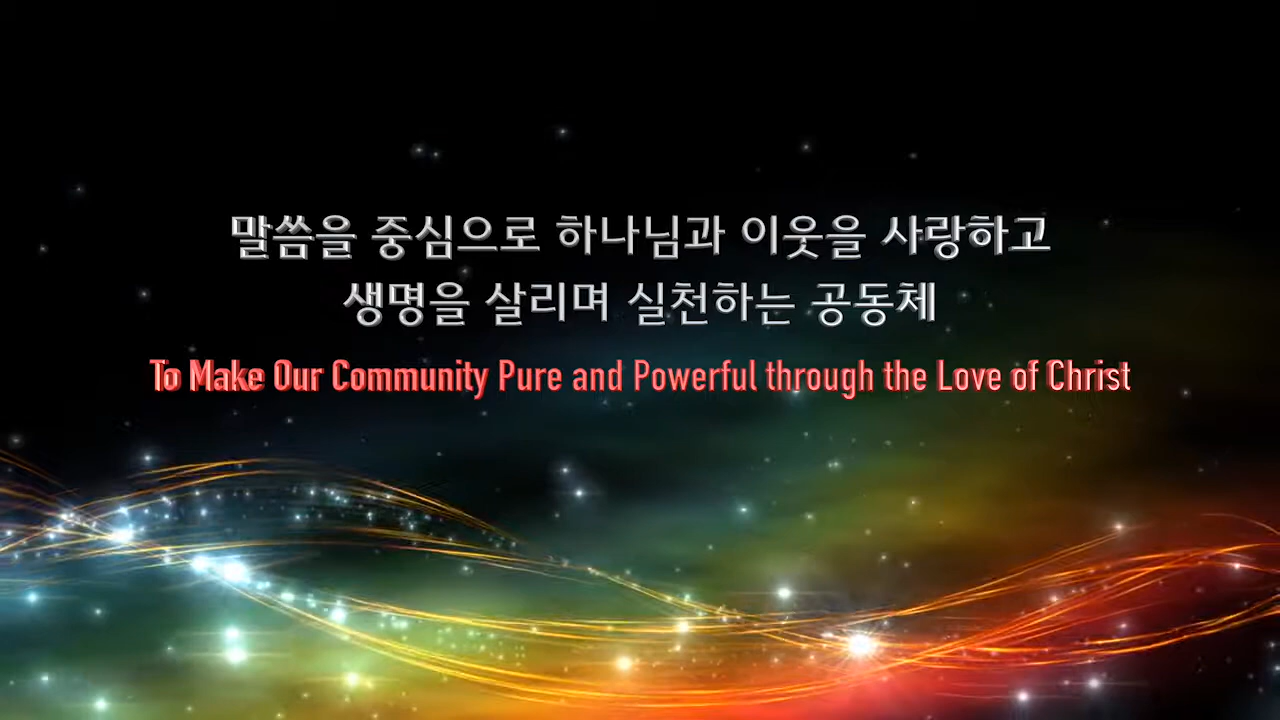 말씀을 중심으로 하나님과 이웃을 사랑하고
생명을 살리며 실천하는 공동체
To Make Our Community Pure and Powerful through the Love of Christ